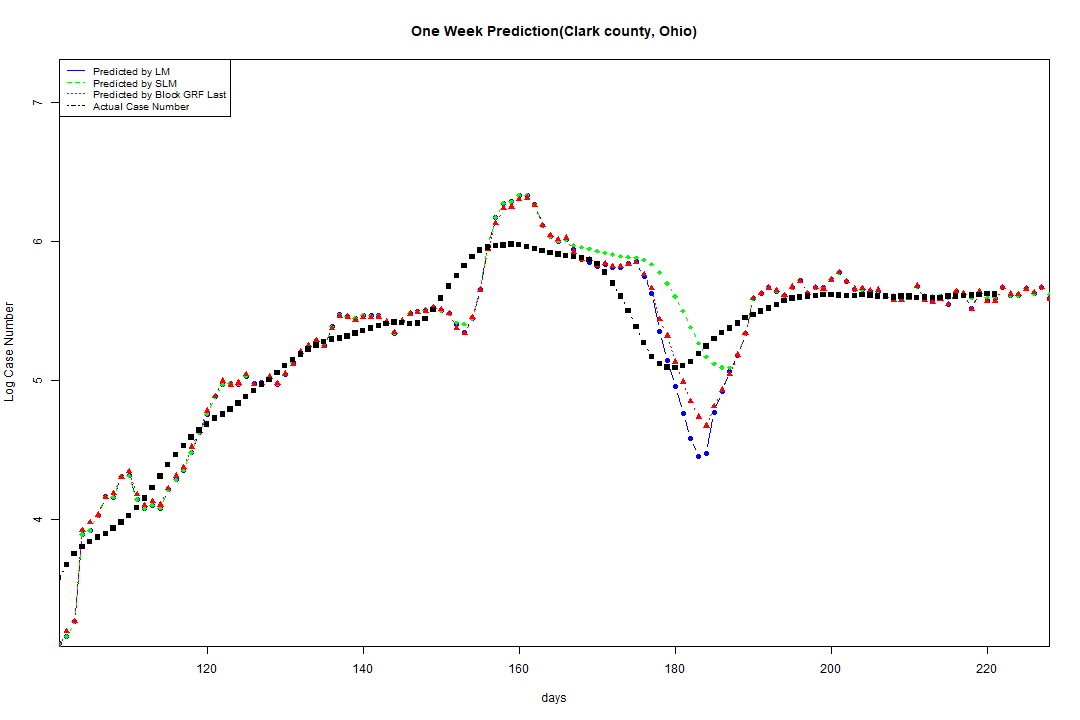 One Week Prediction(Clark county, Ohio)
Predicted by LM
Predicted by SLM
Predicted by Block GRF Last
Actual Case Number
7
6
5
4
Log Case Number
120 140 160 180 200 220
days